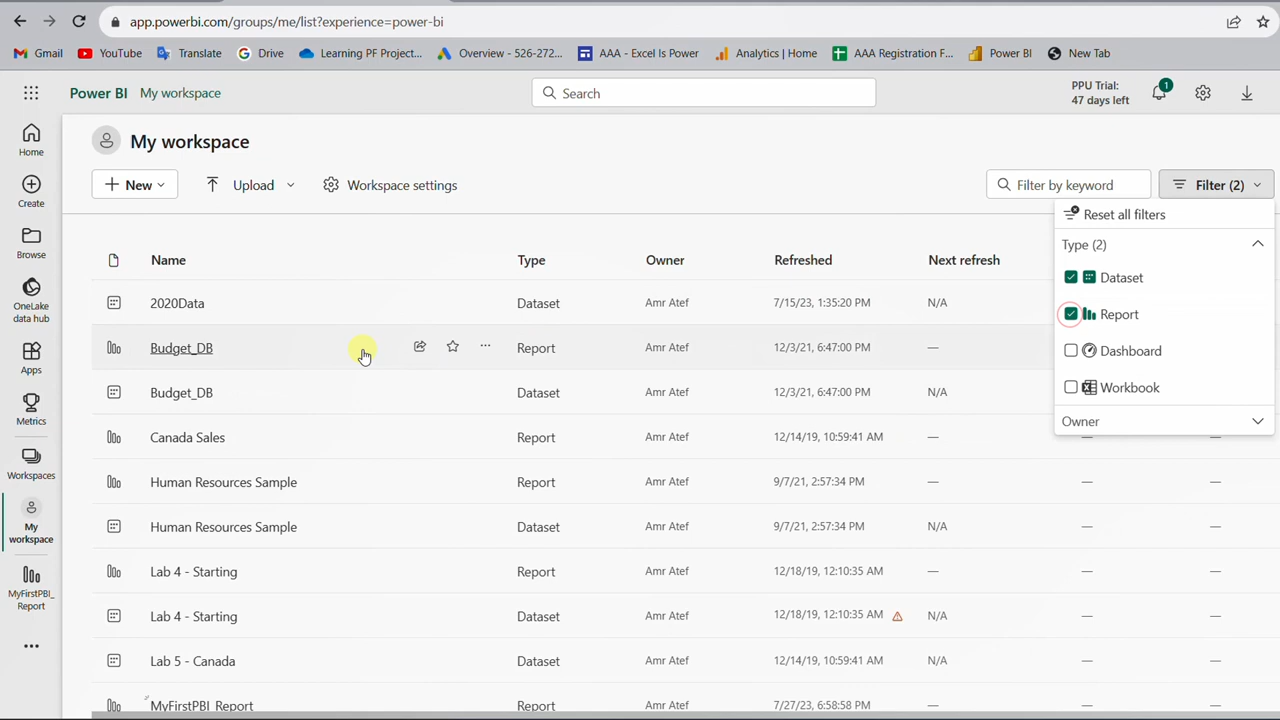 app.powerbi.com/groups/me/list?experience=power-bi
Gmail YouTube Translate Drive Learning PF Project... Overview - 526-272... AAA - Excel Is Power Analytics | Home AAA Registration F... Power BI New Tab
Power BI My workspace Search PPU Trial: 1
47 days left
My workspace
+ New Upload Workspace settings Filter by keyword Filter (2)
Reset all filters
Type (2)
Dataset
Report
Dashboard
Workbook
Owner
Home
Create
Browse
OneLake
data hub
Apps
Metrics
Workspaces
My
workspace
MyFirstPBI_
Report
Name Type Owner Refreshed Next refresh
2020Data Dataset Amr Atef 7/15/23, 1:35:20 PM N/A
Budget_DB Report Amr Atef 12/3/21, 6:47:00 PM —
Budget_DB Dataset Amr Atef 12/3/21, 6:47:00 PM N/A
Canada Sales Report Amr Atef 12/14/19, 10:59:41 AM — — —
Human Resources Sample Report Amr Atef 9/7/21, 2:57:34 PM — — —
Human Resources Sample Dataset Amr Atef 9/7/21, 2:57:34 PM N/A — —
Lab 4 - Starting Report Amr Atef 12/18/19, 12:10:35 AM — — —
Lab 4 - Starting Dataset Amr Atef 12/18/19, 12:10:35 AM N/A — —
Lab 5 - Canada Dataset Amr Atef 12/14/19, 10:59:41 AM N/A — —
MyFirstPBI_Report Report Amr Atef 7/27/23, 6:58:58 PM — — —